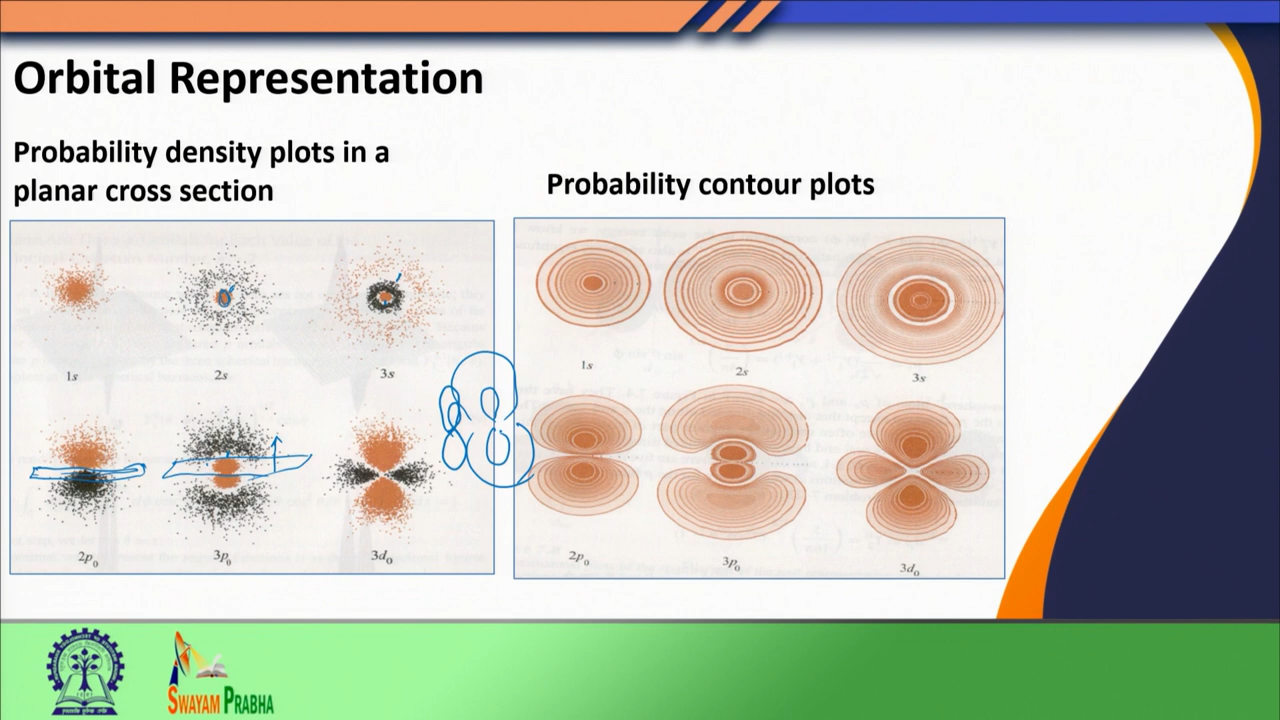 Orbital Representation
Probability density plots in a
planar cross section
Probability contour plots
1s
2s
3s
2p₀
3p₀
3d₀
1s
2s
3s
2p₀
3p₀
3d₀
SWAYAM PRABHA